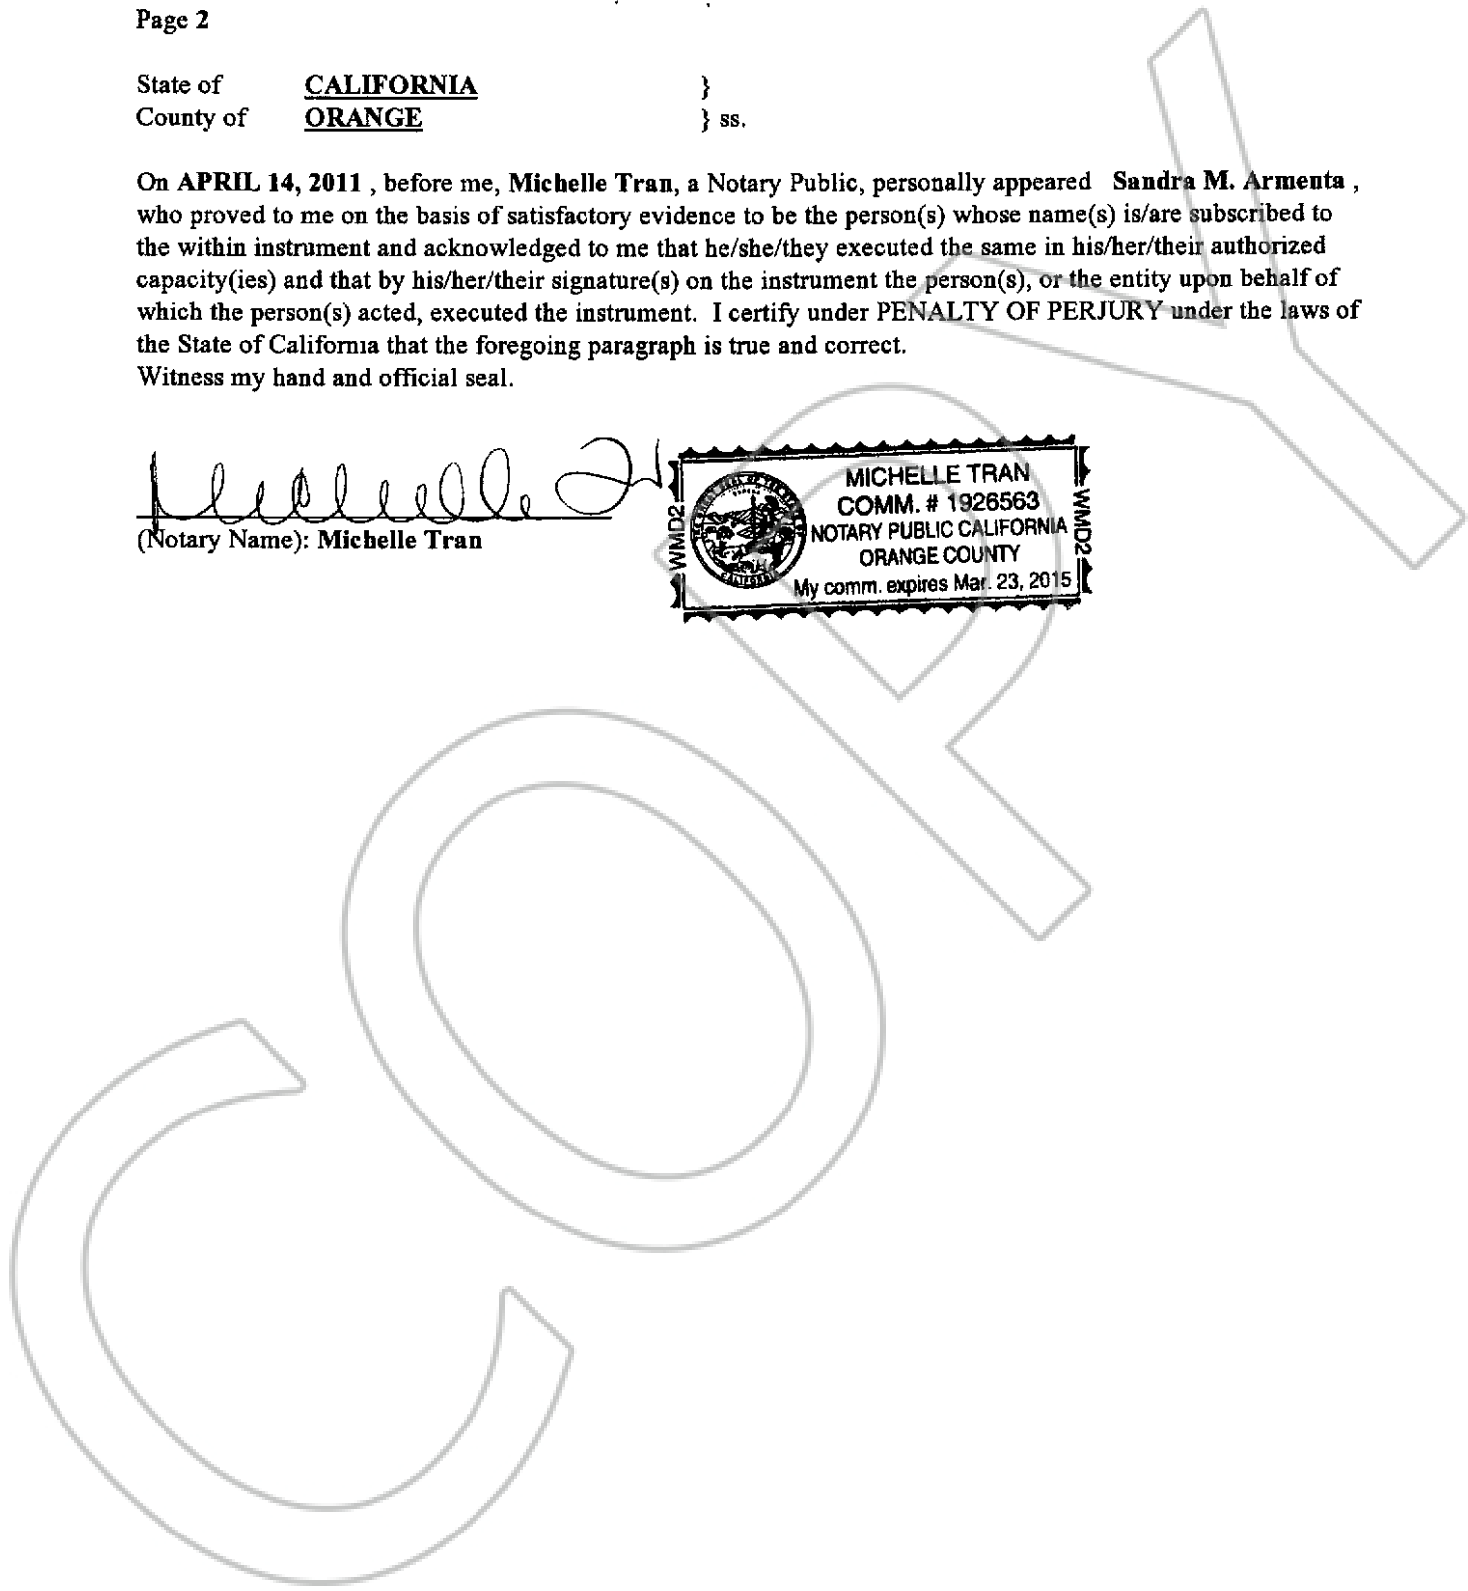 Page 2
State of CALIFORNIA }
County of ORANGE } ss.
On APRIL 14, 2011 , before me, Michelle Tran, a Notary Public, personally appeared Sandra M. Armenta ,
who proved to me on the basis of satisfactory evidence to be the person(s) whose name(s) is/are subscribed to
the within instrument and acknowledged to me that he/she/they executed the same in his/her/their authorized
capacity(ies) and that by his/her/their signature(s) on the instrument the person(s), or the entity upon behalf of
which the person(s) acted, executed the instrument. I certify under PENALTY OF PERJURY under the laws of
the State of California that the foregoing paragraph is true and correct.
Witness my hand and official seal.
(Notary Name): Michelle Tran
WMD2
MICHELLE TRAN
COMM. # 1926563
NOTARY PUBLIC CALIFORNIA
ORANGE COUNTY
My comm. expires Mar. 23, 2015
WMD2
COPY